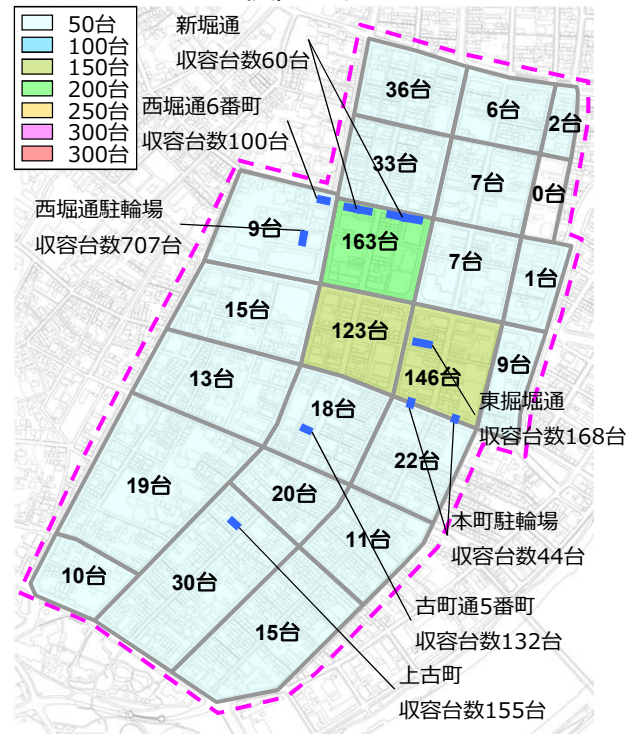 50台
100台
150台
200台
250台
300台
300台
新堀通
収容台数60台
西堀通6番町
収容台数100台
西堀通駐輪場
収容台数707台
36台
6台
2台
33台
7台
0台
9台
163台
7台
1台
15台
123台
146台
9台
13台
18台
22台
東掘堀通
収容台数168台
19台
20台
11台
本町駐輪場
収容台数44台
10台
30台
15台
古町通5番町
収容台数132台
上古町
収容台数155台